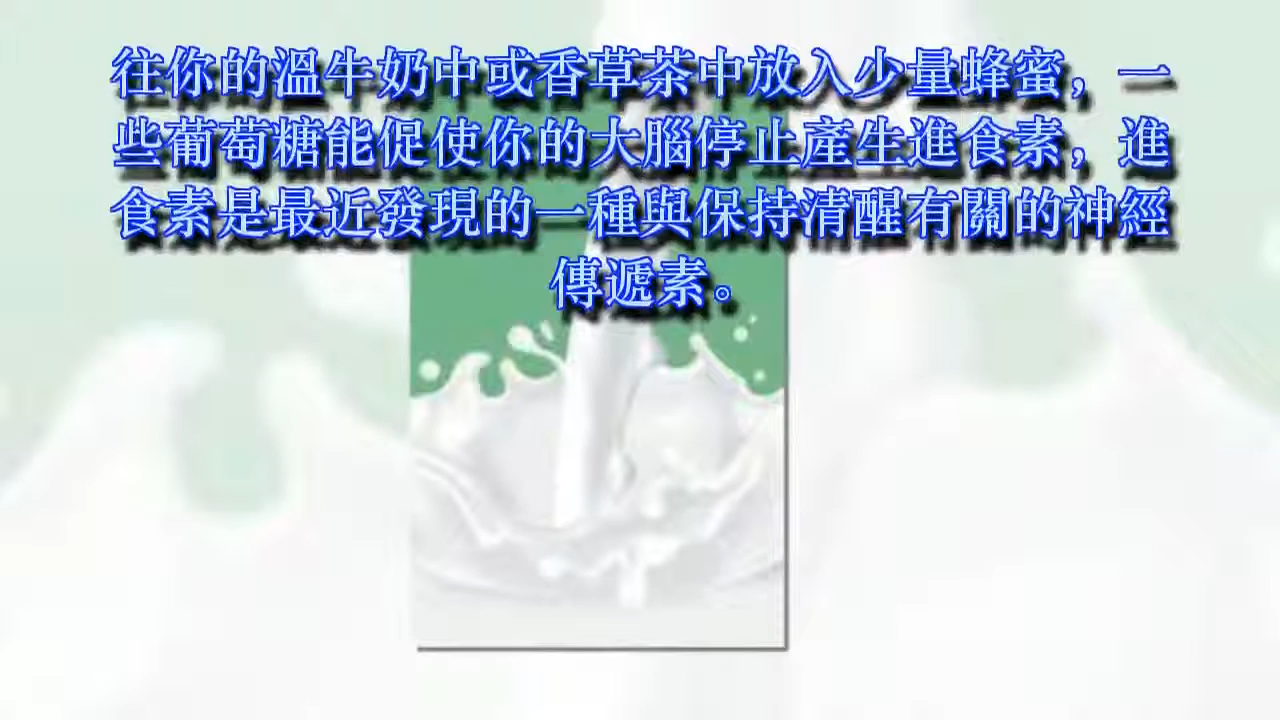 往你的溫牛奶中或香草茶中放入少量蜂蜜，一
些葡萄糖能促使你的大腦停止產生進食素，進
食素是最近發現的一種與保持清醒有關的神經
傳遞素。